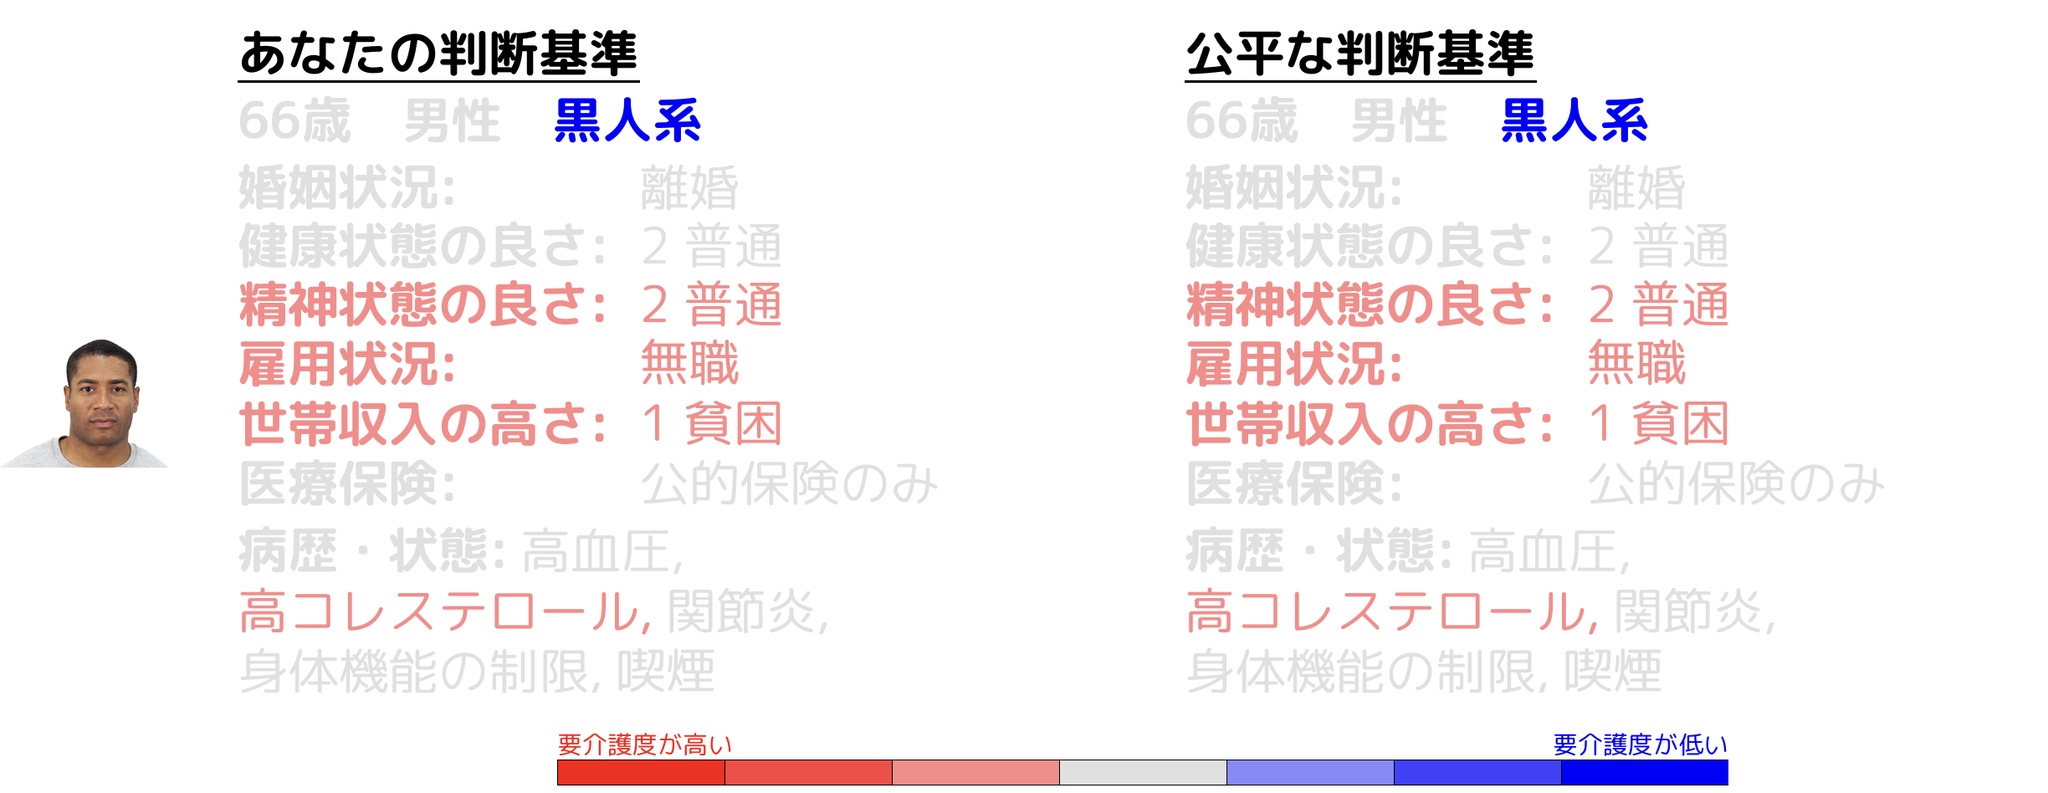 あなたの判断基準
66歳 男性 黒人系
婚姻状況: 離婚
健康状態の良さ: 2 普通
精神状態の良さ: 2 普通
雇用状況: 無職
世帯収入の高さ: 1 貧困
医療保険: 公的保険のみ
病歴・状態: 高血圧,
高コレステロール, 関節炎,
身体機能の制限, 喫煙
公平な判断基準
66歳 男性 黒人系
婚姻状況: 離婚
健康状態の良さ: 2 普通
精神状態の良さ: 2 普通
雇用状況: 無職
世帯収入の高さ: 1 貧困
医療保険: 公的保険のみ
病歴・状態: 高血圧,
高コレステロール, 関節炎,
身体機能の制限, 喫煙
要介護度が高い
要介護度が低い